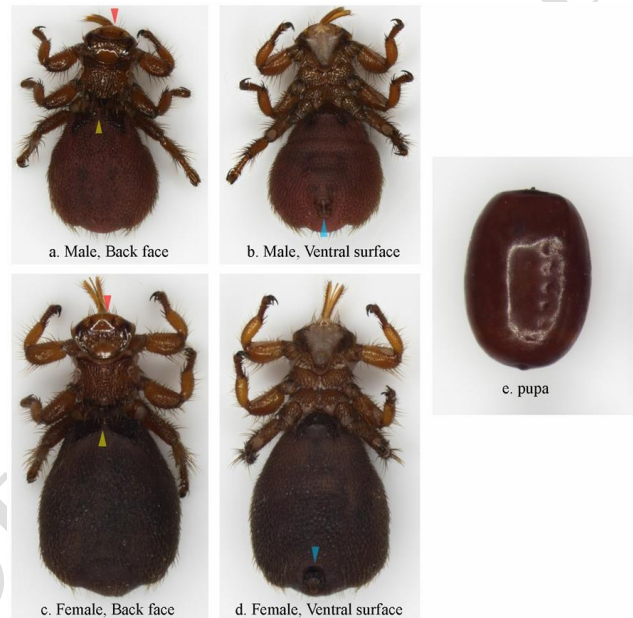 a. Male, Back face
b. Male, Ventral surface
e. pupa
c. Female, Back face
d. Female, Ventral surface